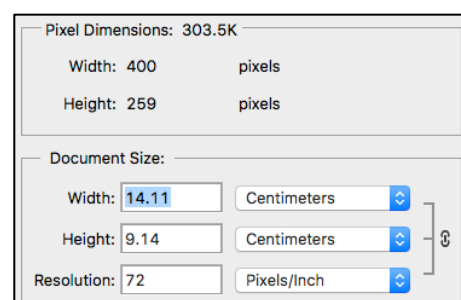 Pixel Dimensions: 303.5K
Width: 400 pixels
Height: 259 pixels
Document Size:
Width: 14.11 Centimeters
Height: 9.14 Centimeters
Resolution: 72 Pixels/Inch